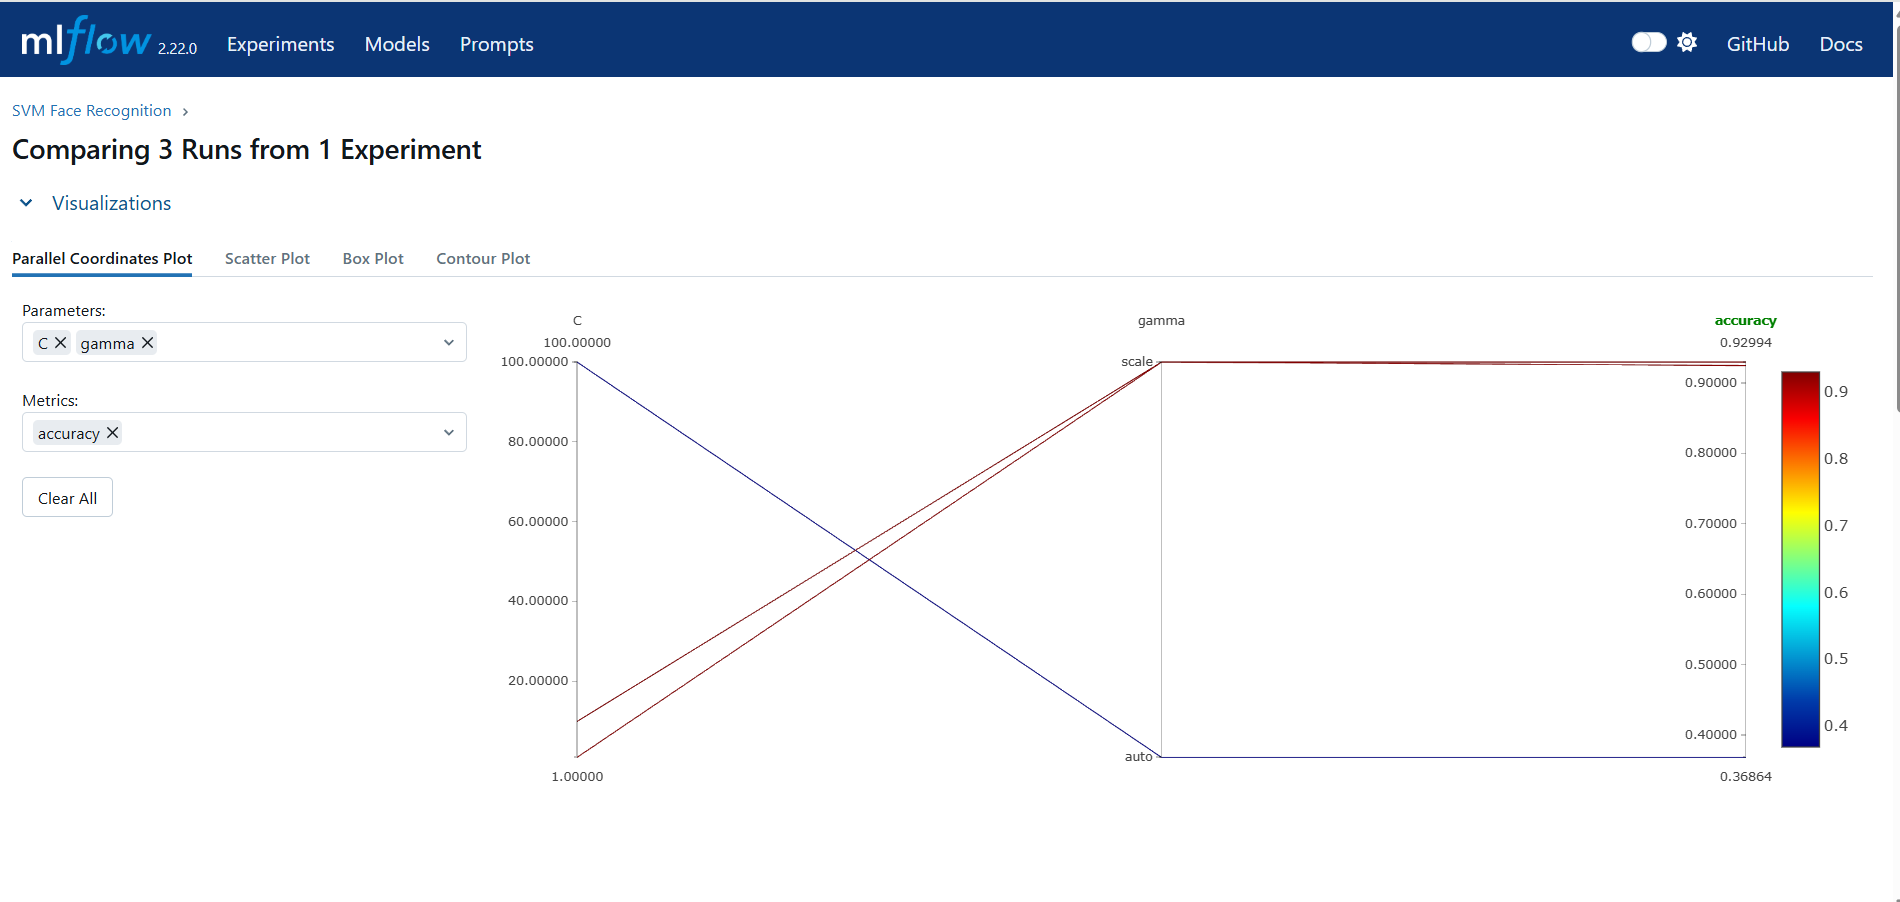 mlflow 2.22.0 Experiments Models Prompts GitHub Docs
SVM Face Recognition ›
Comparing 3 Runs from 1 Experiment
Visualizations
Parallel Coordinates Plot Scatter Plot Box Plot Contour Plot
Parameters:
C gamma
Metrics:
accuracy
Clear All
C
100.00000
100.00000
80.00000
60.00000
40.00000
20.00000
1.00000
gamma
scale
auto
accuracy
0.92994
0.90000
0.80000
0.70000
0.60000
0.50000
0.40000
0.36864
0.9
0.8
0.7
0.6
0.5
0.4